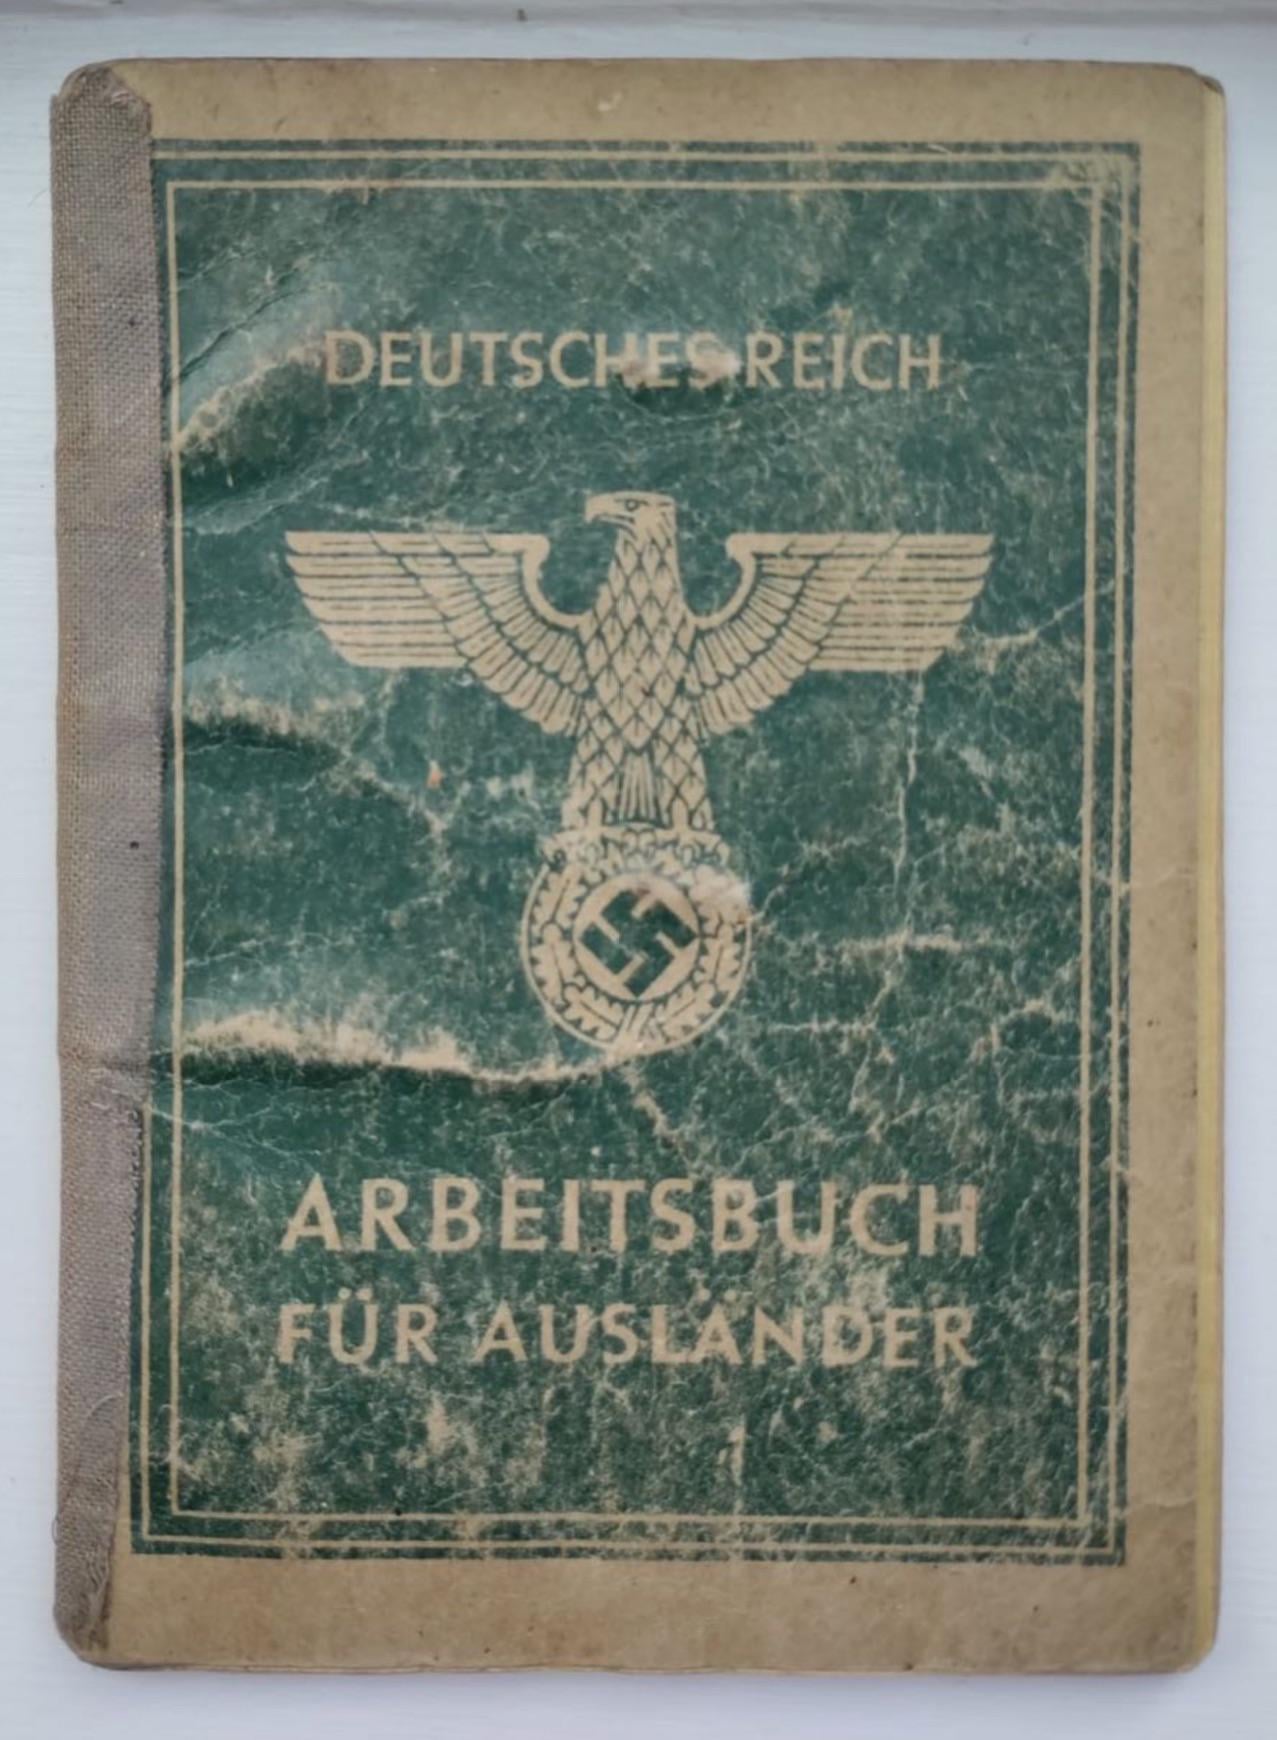 DEUTSCHES REICH
ARBEITSBUCH
FÜR AUSLÄNDER